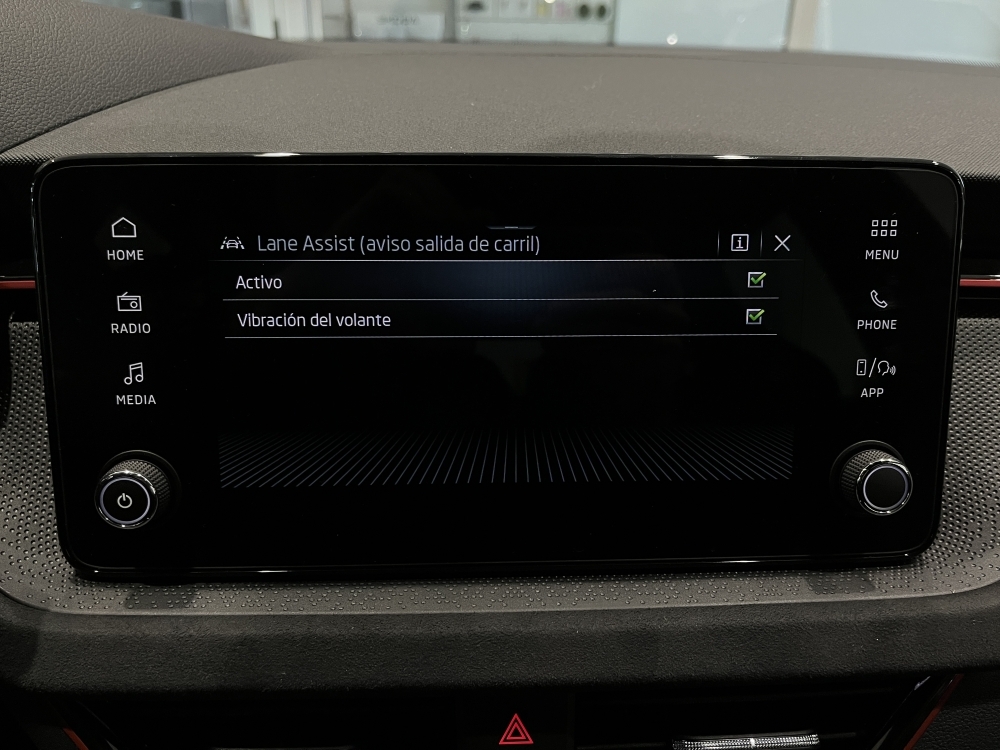 HOME
RADIO
MEDIA
Lane Assist (aviso salida de carril)
Activo
Vibración del volante
MENU
PHONE
APP